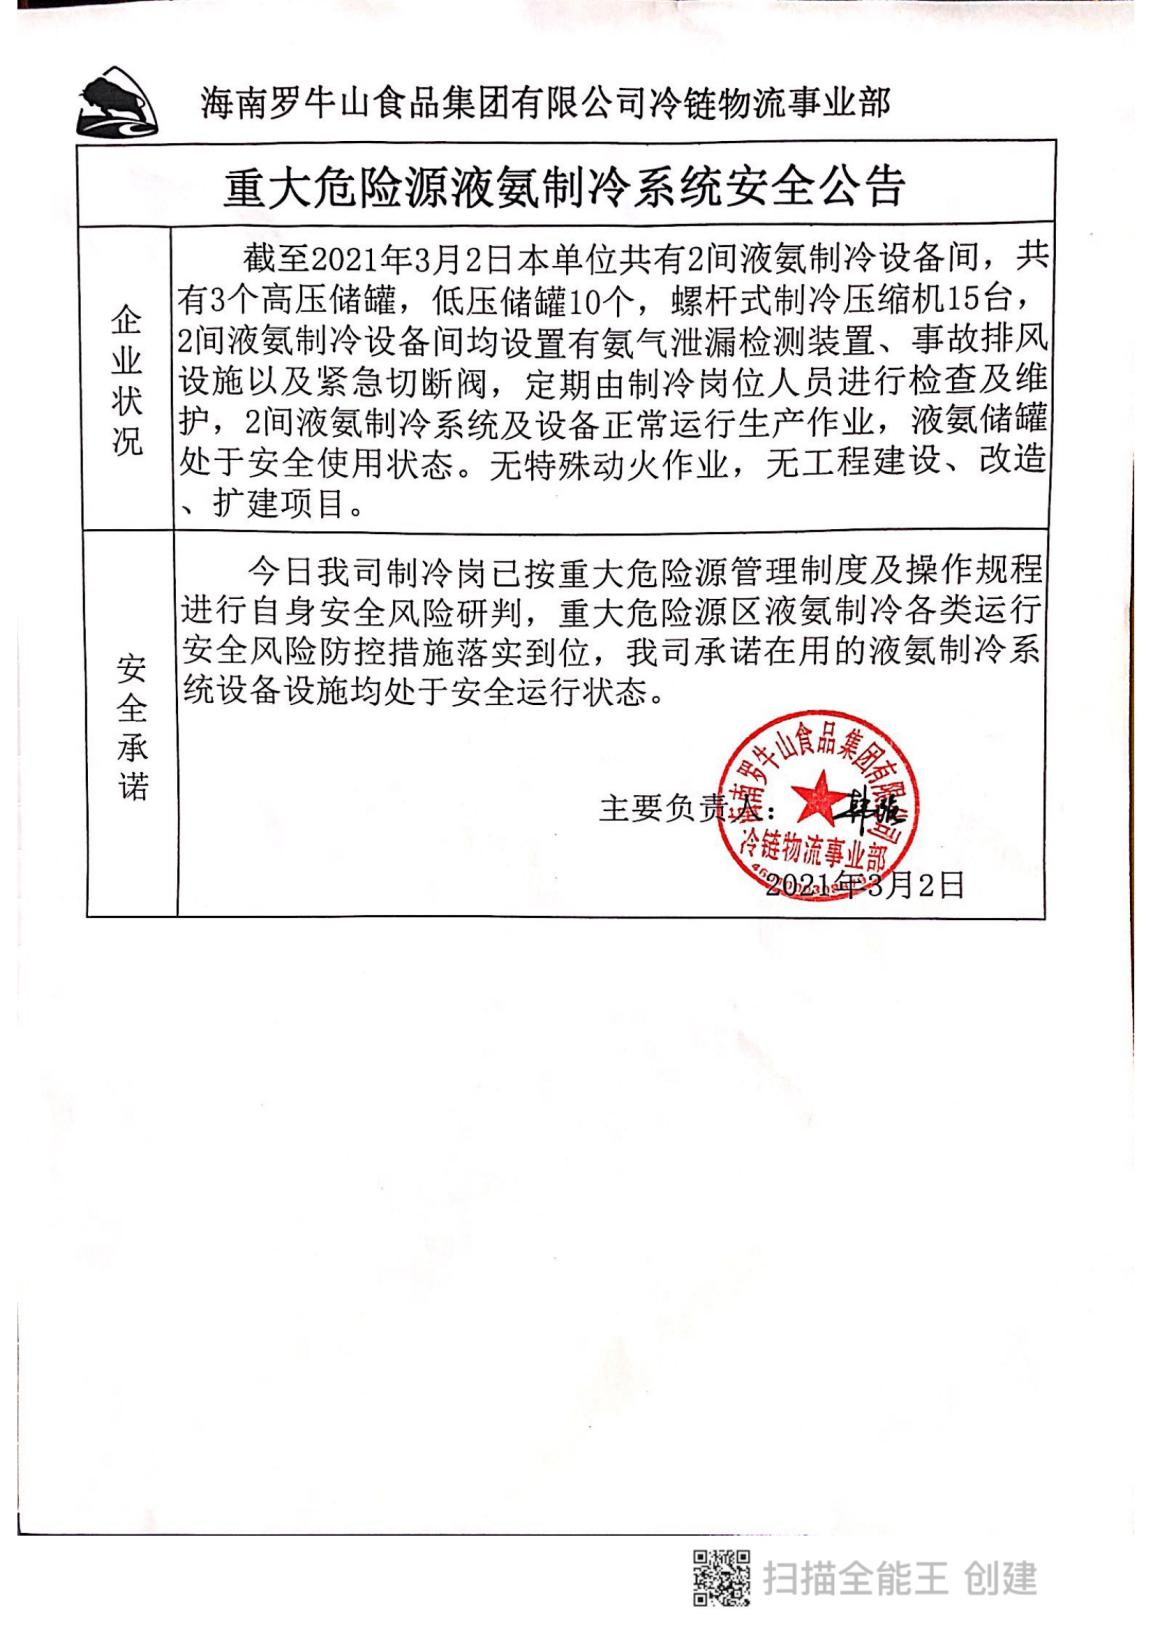 海南罗牛山食品集团有限公司冷链物流事业部
重大危险源液氨制冷系统安全公告
企业状况
截至2021年3月2日本单位共有2间液氨制冷设备间，共
有3个高压储罐，低压储罐10个，螺杆式制冷压缩机15台，
2间液氨制冷设备间均设置有氨气泄漏检测装置、事故排风
设施以及紧急切断阀，定期由制冷岗位人员进行检查及维
护，2间液氨制冷系统及设备正常运行生产作业，液氨储罐
处于安全使用状态。无特殊动火作业，无工程建设、改造
、扩建项目。
安全承诺
今日我司制冷岗已按重大危险源管理制度及操作规程
进行自身安全风险研判，重大危险源区液氨制冷各类运行
安全风险防控措施落实到位，我司承诺在用的液氨制冷系
统设备设施均处于安全运行状态。
海南罗牛山食品集团有限公司
主要负责人：
冷链物流事业部
2021年3月2日
扫描全能王 创建